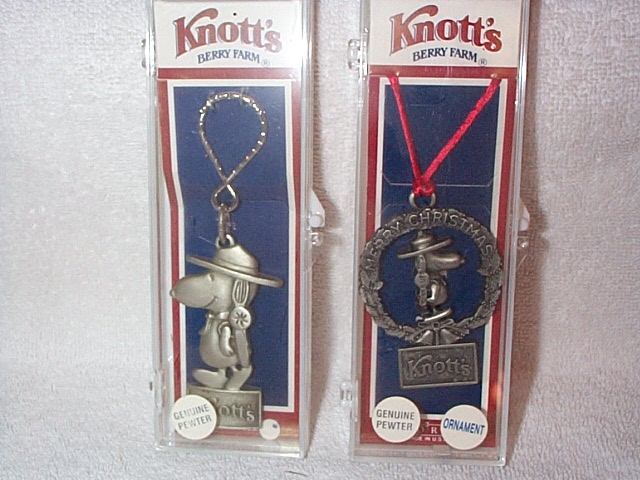 Knott's
BERRY FARM®
Knott's
GENUINE
PEWTER
Knott's
BERRY FARM®
MERRY CHRISTMAS
Knott's
GENUINE
PEWTER
ORNAMENT